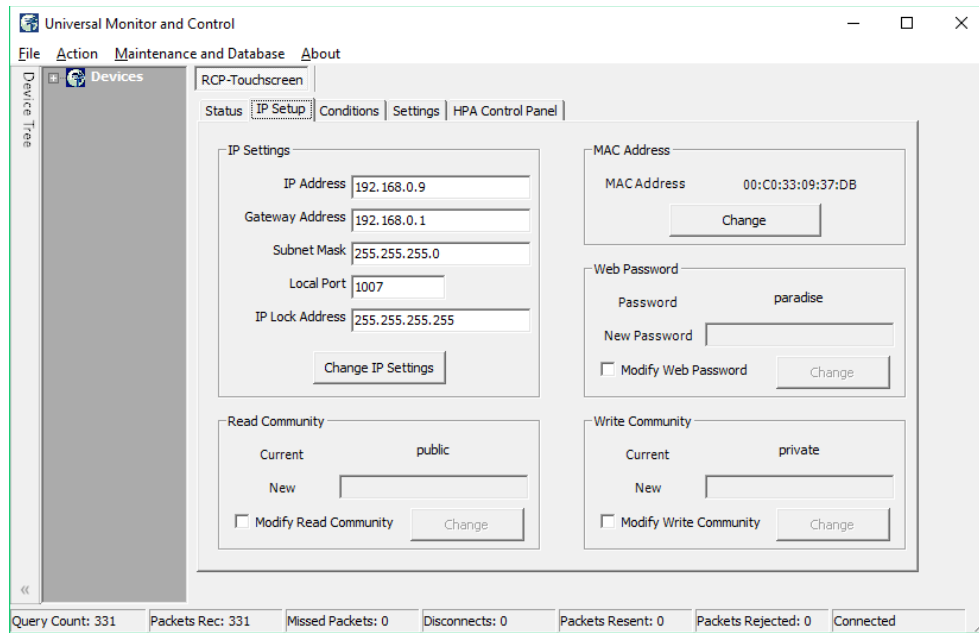 Universal Monitor and Control
File Action Maintenance and Database About
Device Tree
Devices
RCP-Touchscreen
Status IP Setup Conditions Settings HPA Control Panel
IP Settings
IP Address 192.168.0.9
Gateway Address 192.168.0.1
Subnet Mask 255.255.255.0
Local Port 1007
IP Lock Address 255.255.255.255
Change IP Settings
MAC Address
MAC Address 00:C0:33:09:37:DB
Change
Web Password
Password paradise
New Password
Modify Web Password Change
Read Community
Current public
New
Modify Read Community Change
Write Community
Current private
New
Modify Write Community Change
Query Count: 331 Packets Rec: 331 Missed Packets: 0 Disconnects: 0 Packets Resent: 0 Packets Rejected: 0 Connected